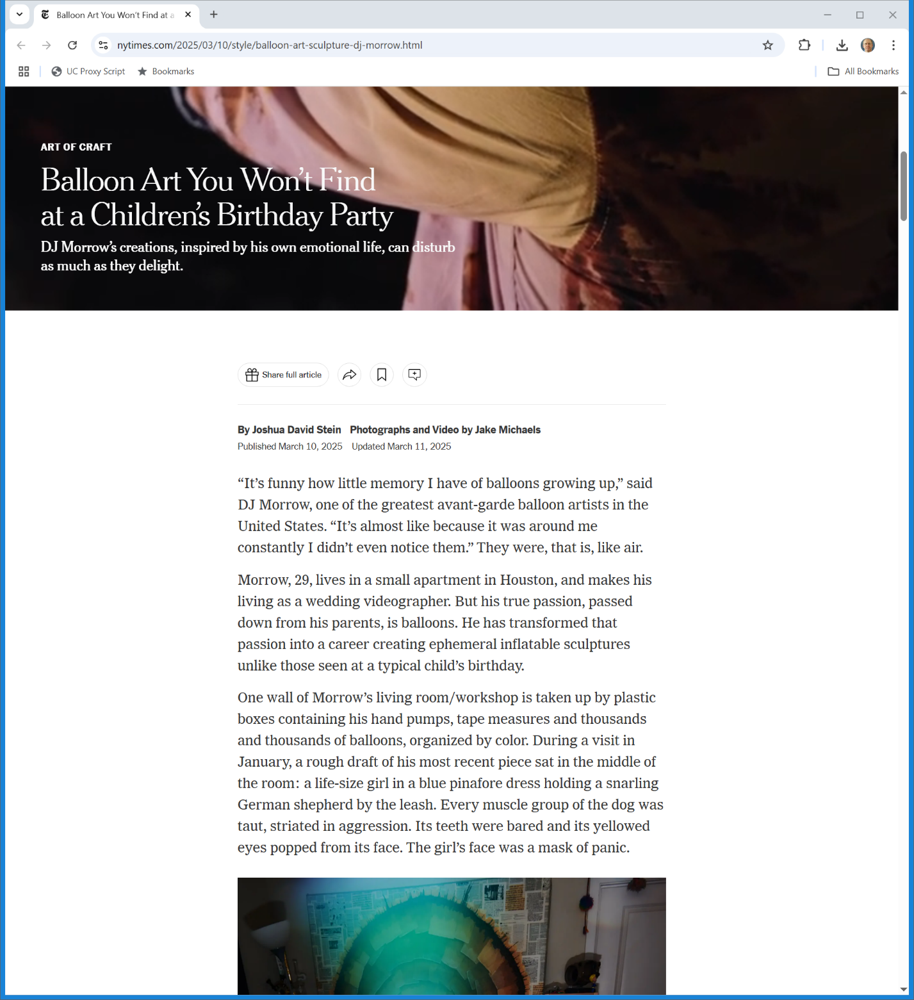 Balloon Art You Won't Find at a
nytimes.com/2025/03/10/style/balloon-art-sculpture-dj-morrow.html
UC Proxy Script
Bookmarks
All Bookmarks
ART OF CRAFT
Balloon Art You Won’t Find
at a Children’s Birthday Party
DJ Morrow’s creations, inspired by his own emotional life, can disturb
as much as they delight.
Share full article
By Joshua David Stein Photographs and Video by Jake Michaels
Published March 10, 2025 Updated March 11, 2025
“It’s funny how little memory I have of balloons growing up,” said
DJ Morrow, one of the greatest avant-garde balloon artists in the
United States. “It’s almost like because it was around me
constantly I didn’t even notice them.” They were, that is, like air.
Morrow, 29, lives in a small apartment in Houston, and makes his
living as a wedding videographer. But his true passion, passed
down from his parents, is balloons. He has transformed that
passion into a career creating ephemeral inflatable sculptures
unlike those seen at a typical child’s birthday.
One wall of Morrow’s living room/workshop is taken up by plastic
boxes containing his hand pumps, tape measures and thousands
and thousands of balloons, organized by color. During a visit in
January, a rough draft of his most recent piece sat in the middle of
the room: a life-size girl in a blue pinafore dress holding a snarling
German shepherd by the leash. Every muscle group of the dog was
taut, striated in aggression. Its teeth were bared and its yellowed
eyes popped from its face. The girl’s face was a mask of panic.